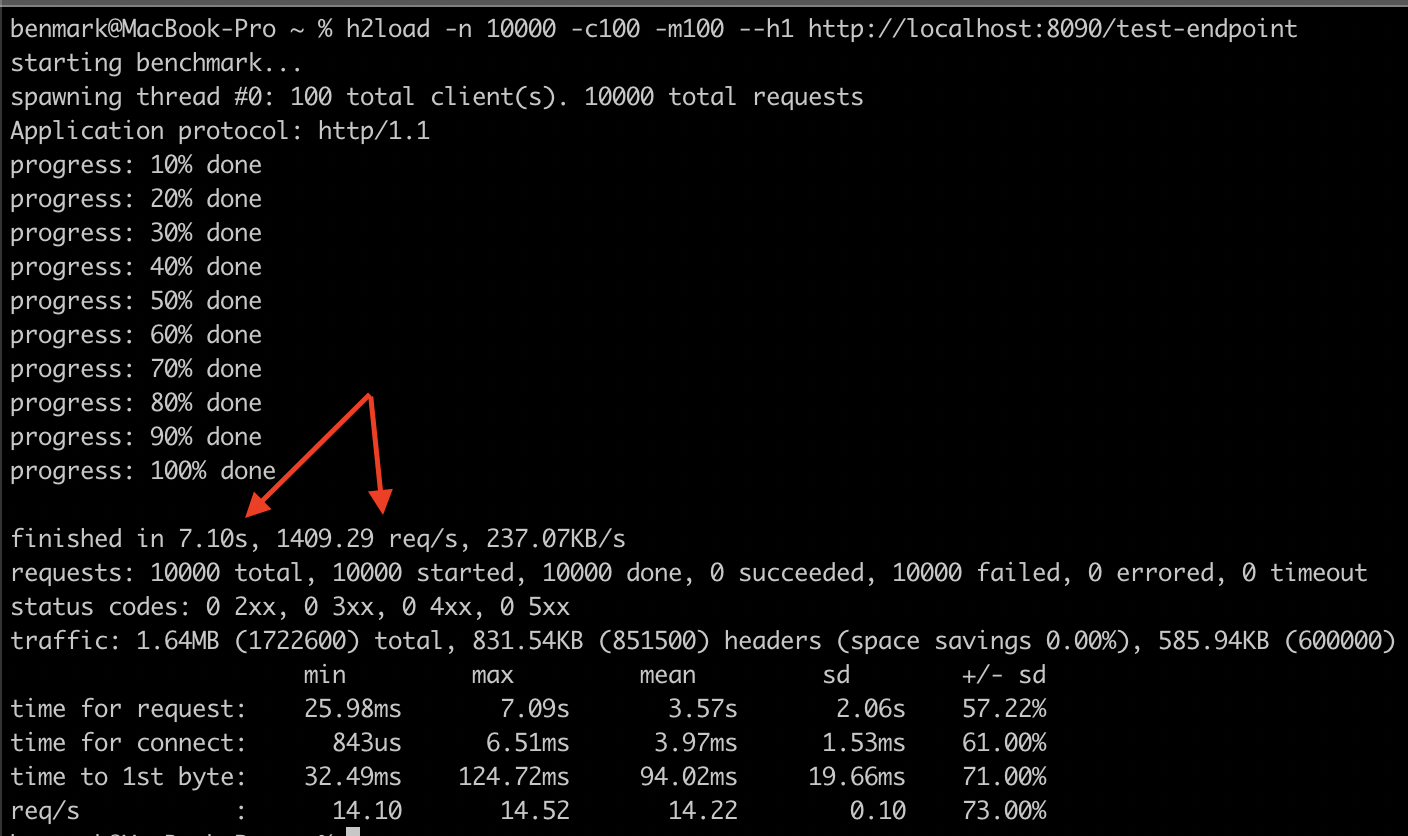 benmark@MacBook-Pro ~ % h2load -n 10000 -c100 -m100 --h1 http://localhost:8090/test-endpoint
starting benchmark...
spawning thread #0: 100 total client(s). 10000 total requests
Application protocol: http/1.1
progress: 10% done
progress: 20% done
progress: 30% done
progress: 40% done
progress: 50% done
progress: 60% done
progress: 70% done
progress: 80% done
progress: 90% done
progress: 100% done
finished in 7.10s, 1409.29 req/s, 237.07KB/s
requests: 10000 total, 10000 started, 10000 done, 0 succeeded, 10000 failed, 0 errored, 0 timeout
status codes: 0 2xx, 0 3xx, 0 4xx, 0 5xx
traffic: 1.64MB (1722600) total, 831.54KB (851500) headers (space savings 0.00%), 585.94KB (600000)
min max mean sd +/- sd
time for request: 25.98ms 7.09s 3.57s 2.06s 57.22%
time for connect: 843us 6.51ms 3.97ms 1.53ms 61.00%
time to 1st byte: 32.49ms 124.72ms 94.02ms 19.66ms 71.00%
req/s : 14.10 14.52 14.22 0.10 73.00%